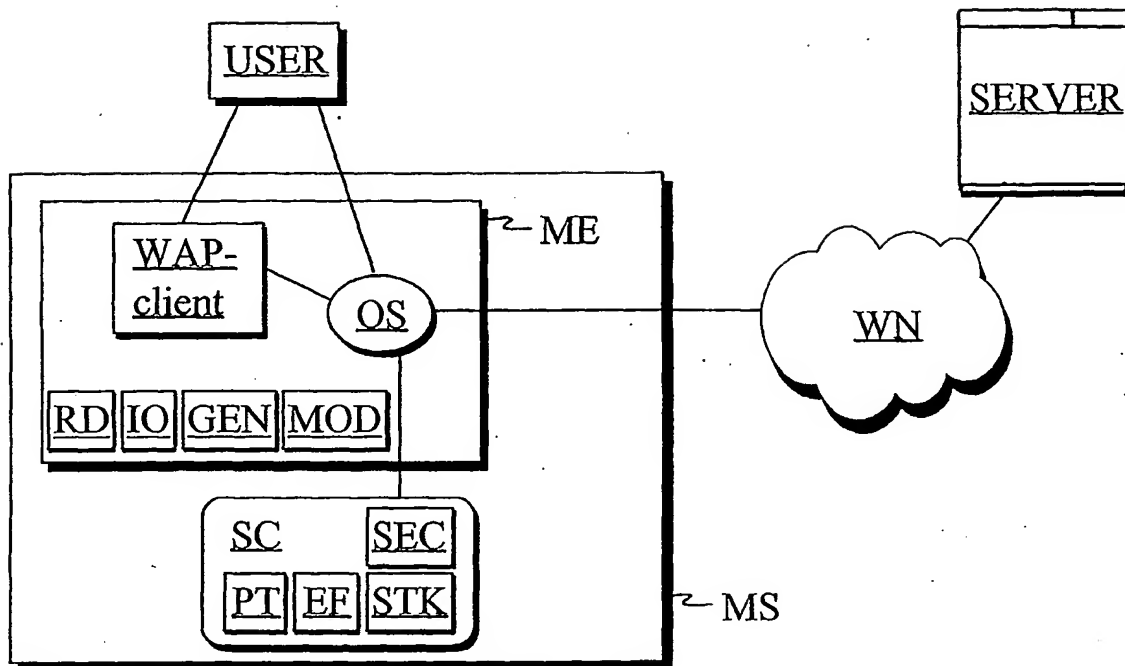 USER
SERVER
ME
WAP-
client
OS
WN
RD IO GEN MOD
SC SEC
PT EF STK
MS